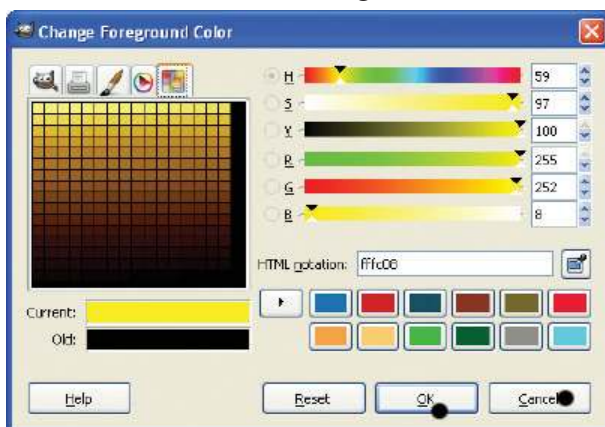 Change Foreground Color
H 59
S 97
V 100
R 255
G 252
B 8
HTML notation: fffc08
Current:
Old:
Help
Reset
OK
Cancel